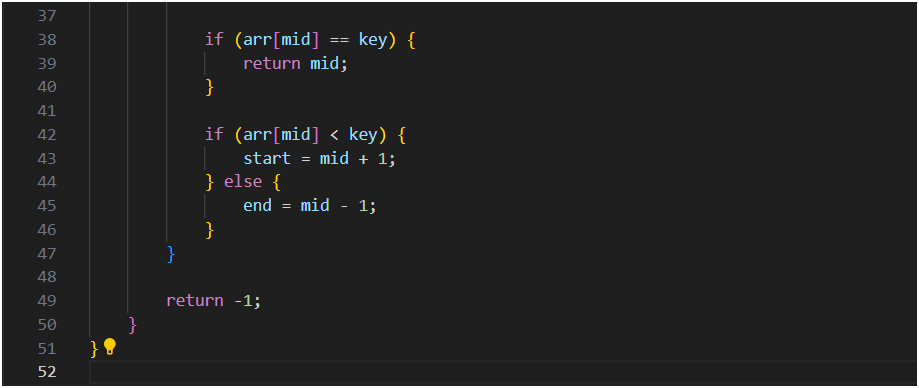 37
38 if (arr[mid] == key) {
39 return mid;
40 }
41
42 if (arr[mid] < key) {
43 start = mid + 1;
44 } else {
45 end = mid - 1;
46 }
47 }
48
49 return -1;
50 }
51 }
52